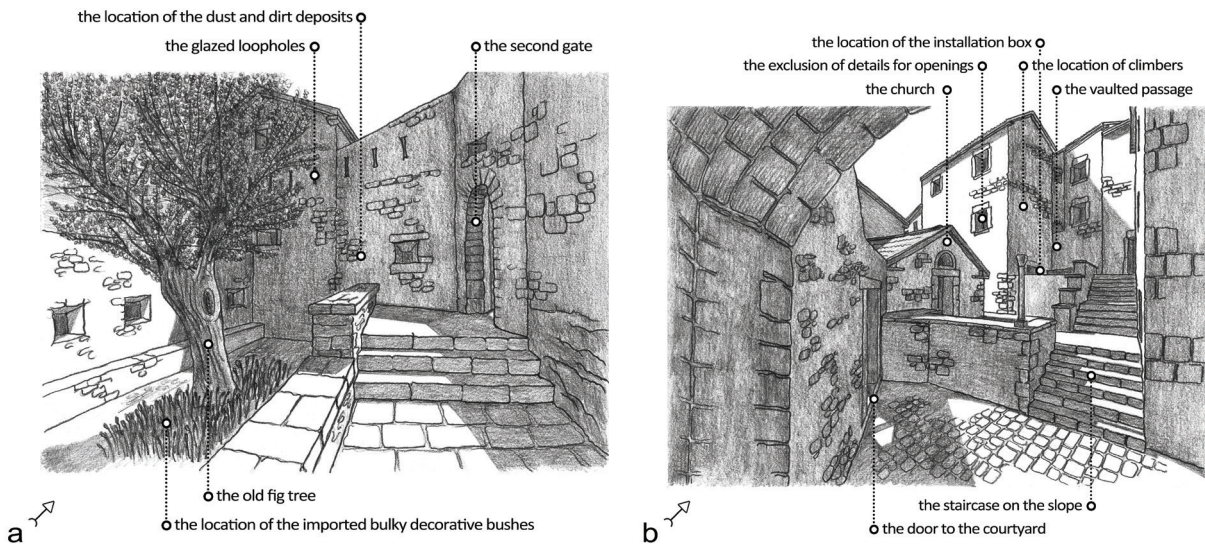 the location of the dust and dirt deposits
the glazed loopholes
the second gate
the old fig tree
the location of the imported bulky decorative bushes
a
the location of the installation box
the exclusion of details for openings
the location of climbers
the church
the vaulted passage
the staircase on the slope
the door to the courtyard
b